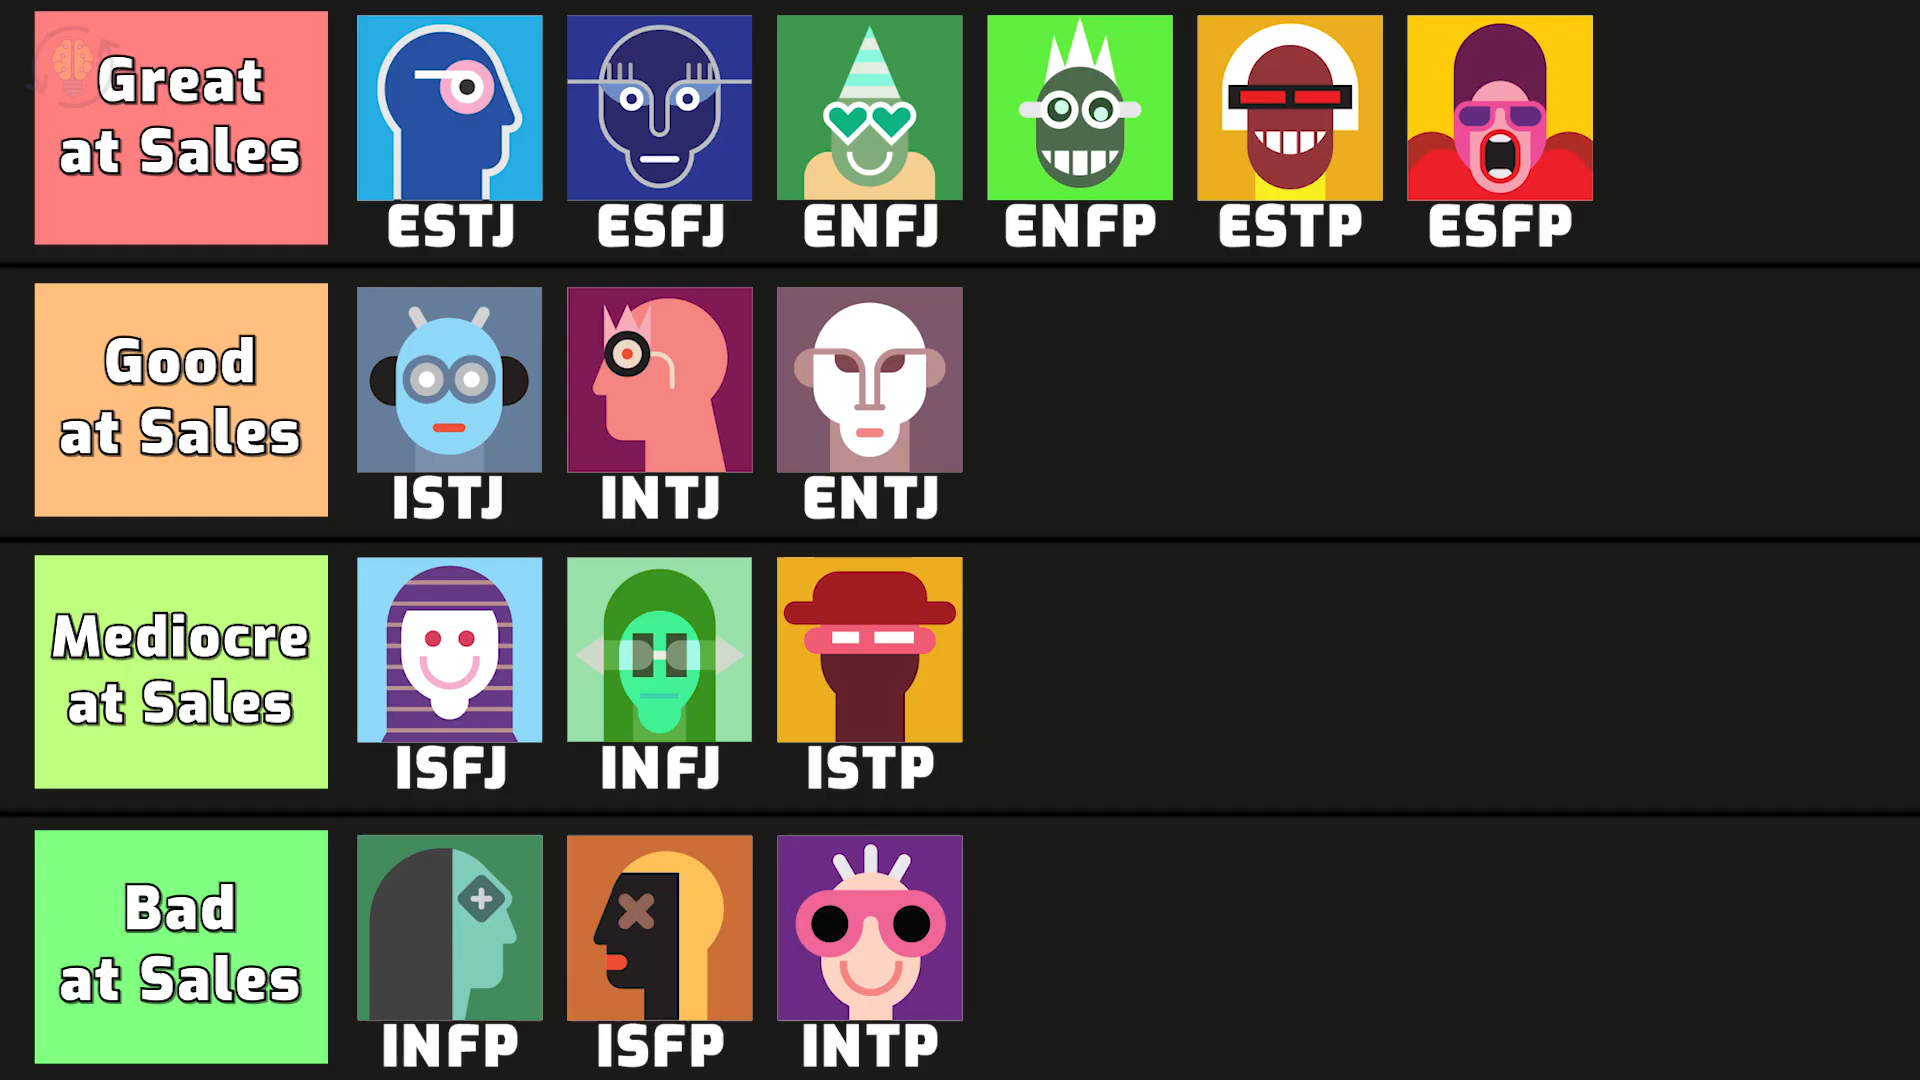 Great
at Sales
ESTJ ESFJ ENFJ ENFP ESTP ESFP
Good
at Sales
ISTJ INTJ ENTJ
Mediocre
at Sales
ISFJ INFJ ISTP
Bad
at Sales
INFP ISFP INTP